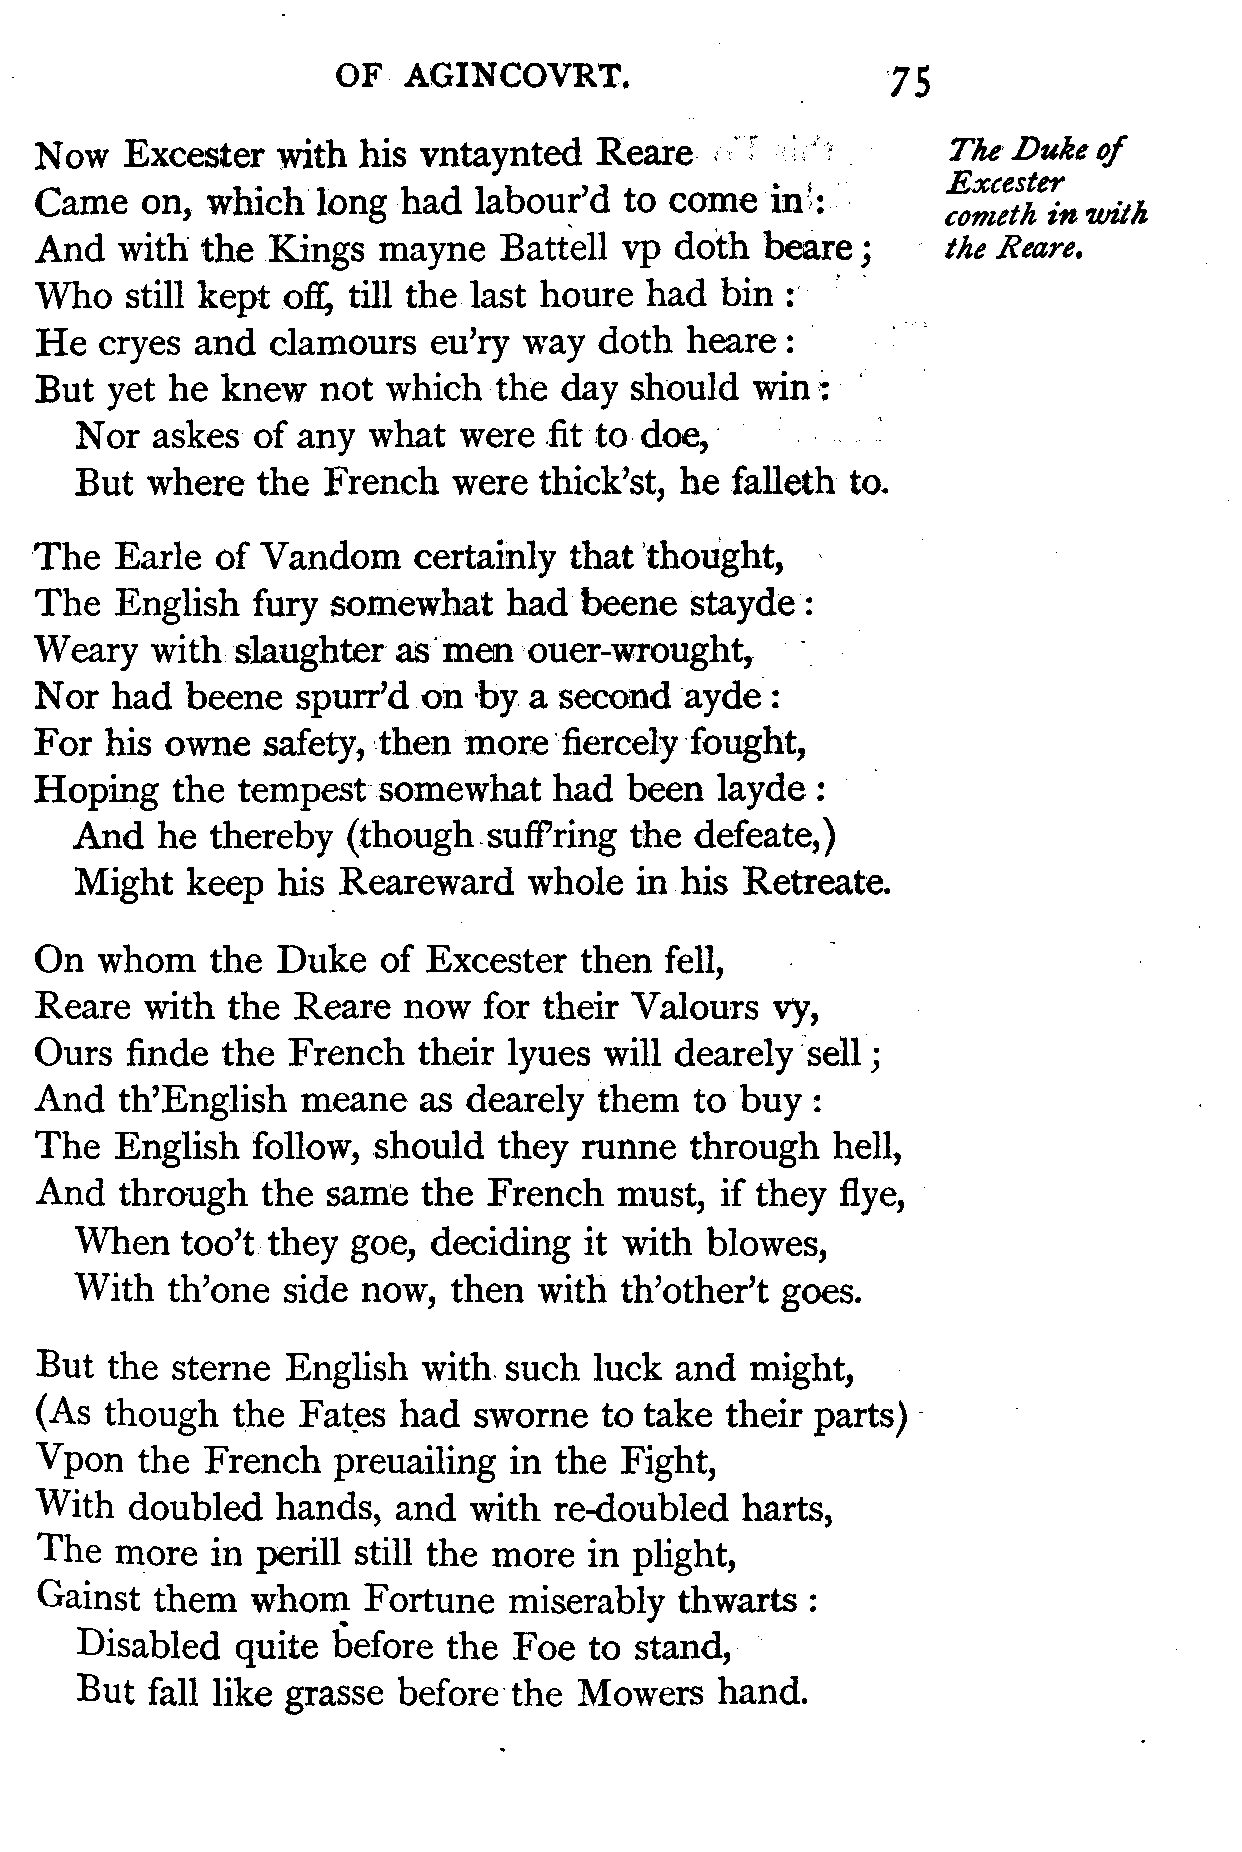 OF AGINCOVRT. 75
Now Excester with his vntaynted Reare
Came on, which long had labour'd to come in:
And with the Kings mayne Battell vp doth beare;
Who still kept off, till the last houre had bin :
He cryes and clamours eu'ry way doth heare :
But yet he knew not which the day should win :
Nor askes of any what were fit to doe,
But where the French were thick'st, he falleth to.
The Duke of
Excester
cometh in with
the Reare.
The Earle of Vandom certainly that thought,
The English fury somewhat had beene stayde :
Weary with slaughter as men ouer-wrought,
Nor had beene spurr'd on by a second ayde :
For his owne safety, then more fiercely fought,
Hoping the tempest somewhat had been layde :
And he thereby (though suff'ring the defeate,)
Might keep his Reareward whole in his Retreate.
On whom the Duke of Excester then fell,
Reare with the Reare now for their Valours vy,
Ours finde the French their lyues will dearely sell ;
And th'English meane as dearely them to buy :
The English follow, should they runne through hell,
And through the same the French must, if they flye,
When too't they goe, deciding it with blowes,
With th'one side now, then with th'other't goes.
But the sterne English with such luck and might,
(As though the Fates had sworne to take their parts)
Vpon the French preuailing in the Fight,
With doubled hands, and with re-doubled harts,
The more in perill still the more in plight,
Gainst them whom Fortune miserably thwarts :
Disabled quite before the Foe to stand,
But fall like grasse before the Mowers hand.